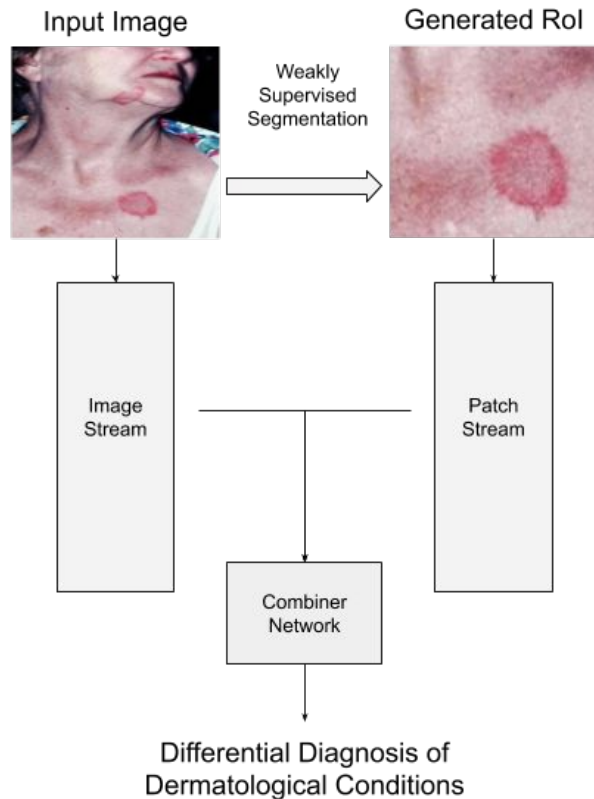 Input Image
Generated RoI
Weakly
Supervised
Segmentation
Image
Stream
Patch
Stream
Combiner
Network
Differential Diagnosis of
Dermatological Conditions